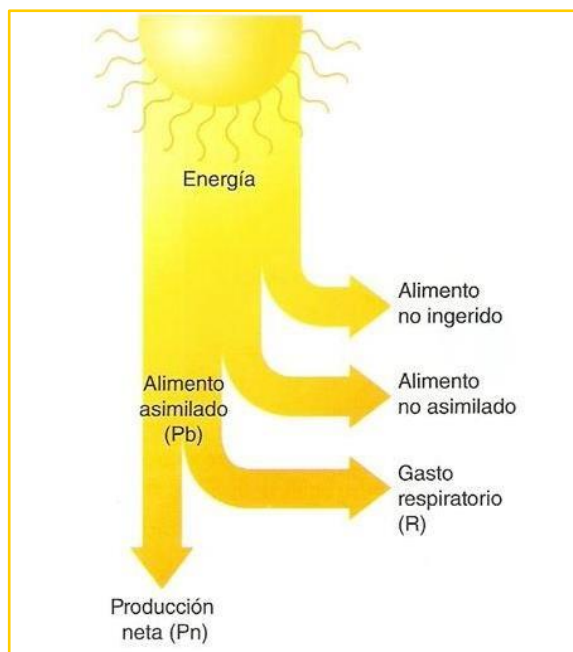 Energía
Alimento
no ingerido
Alimento
asimilado
(Pb)
Alimento
no asimilado
Gasto
respiratorio
(R)
Producción
neta (Pn)